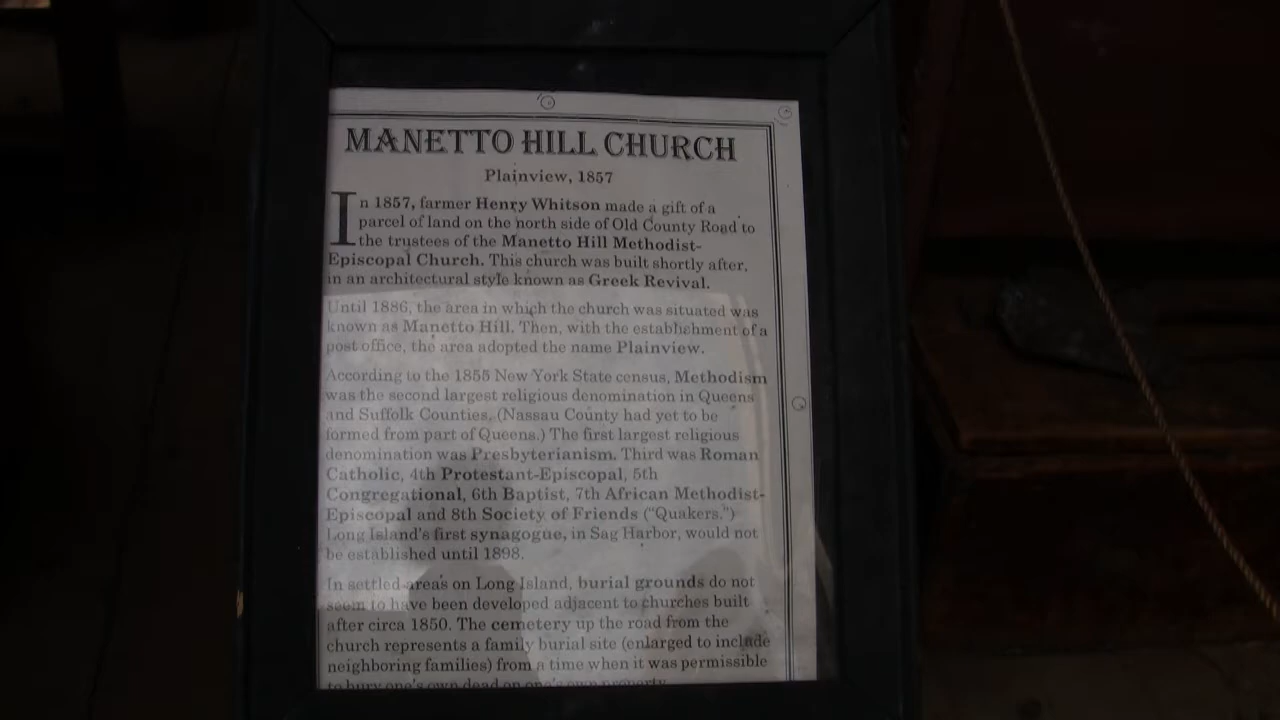 MANETTO HILL CHURCH
Plainview, 1857
In 1857, farmer Henry Whitson made a gift of a
parcel of land on the north side of Old County Road to
the trustees of the Manetto Hill Methodist-
Episcopal Church. This church was built shortly after,
in an architectural style known as Greek Revival.
Until 1886, the area in which the church was situated was
known as Manetto Hill. Then, with the establishment of a
post office, the area adopted the name Plainview.
According to the 1855 New York State census, Methodism
was the second largest religious denomination in Queens
and Suffolk Counties, (Nassau County had yet to be
formed from part of Queens.) The first largest religious
denomination was Presbyterianism. Third was Roman
Catholic, 4th Protestant-Episcopal, 5th
Congregational, 6th Baptist, 7th African Methodist-
Episcopal and 8th Society of Friends ("Quakers.")
Long Island's first synagogue, in Sag Harbor, would not
be established until 1898.
In settled areas on Long Island, burial grounds do not
seem to have been developed adjacent to churches built
after circa 1850. The cemetery up the road from the
church represents a family burial site (enlarged to include
neighboring families) from a time when it was permissible
to bury one's own dead on one's own property.